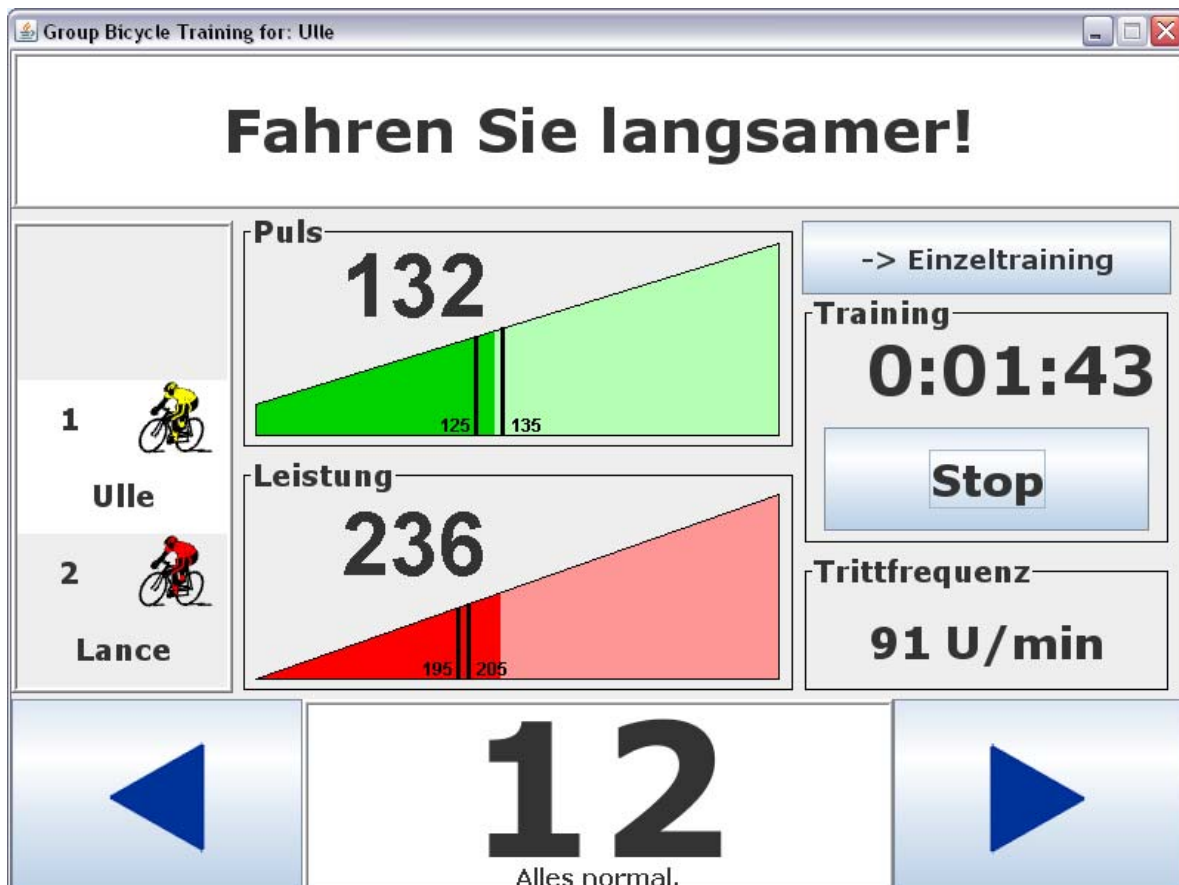 Group Bicycle Training for: Ulle
Fahren Sie langsamer!
1
Ulle
2
Lance
Puls
132
125
135
Leistung
236
195
205
-> Einzeltraining
Training
0:01:43
Stop
Trittfrequenz
91 U/min
12
Alles normal.